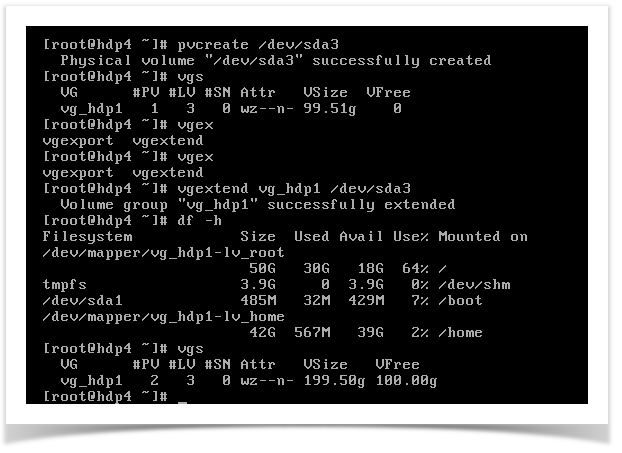 [root@hdp4 ~]# pvcreate /dev/sda3
  Physical volume "/dev/sda3" successfully created
[root@hdp4 ~]# vgs
  VG      #PV #LV #SN Attr   VSize  VFree
  vg_hdp1   1   3   0 wz--n- 99.51g    0
[root@hdp4 ~]# vgex
vgexport  vgextend
[root@hdp4 ~]# vgex
vgexport  vgextend
[root@hdp4 ~]# vgextend vg_hdp1 /dev/sda3
  Volume group "vg_hdp1" successfully extended
[root@hdp4 ~]# df -h
Filesystem            Size  Used Avail Use% Mounted on
/dev/mapper/vg_hdp1-lv_root
                       50G   30G   18G  64% /
tmpfs                 3.9G     0  3.9G   0% /dev/shm
/dev/sda1             485M   32M  429M   7% /boot
/dev/mapper/vg_hdp1-lv_home
                       42G  567M   39G   2% /home
[root@hdp4 ~]# vgs
  VG      #PV #LV #SN Attr   VSize   VFree
  vg_hdp1   2   3   0 wz--n- 199.50g 100.00g
[root@hdp4 ~]# _